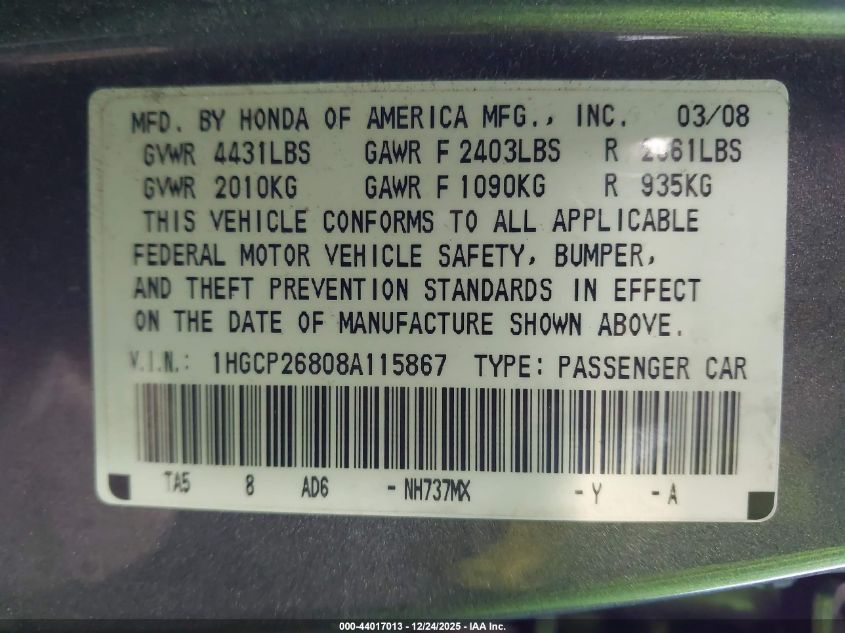 MFD. BY HONDA OF AMERICA MFG., INC. 03/08
GVWR 4431LBS GAWR F 2403LBS R 2061LBS
GVWR 2010KG GAWR F 1090KG R 935KG
THIS VEHICLE CONFORMS TO ALL APPLICABLE
FEDERAL MOTOR VEHICLE SAFETY, BUMPER,
AND THEFT PREVENTION STANDARDS IN EFFECT
ON THE DATE OF MANUFACTURE SHOWN ABOVE.
V.I.N.: 1HGCP26808A115867 TYPE: PASSENGER CAR
TA5 8 AD6 -NH737MX -Y -A
000-44017013 - 12/24/2025 - IAA Inc.